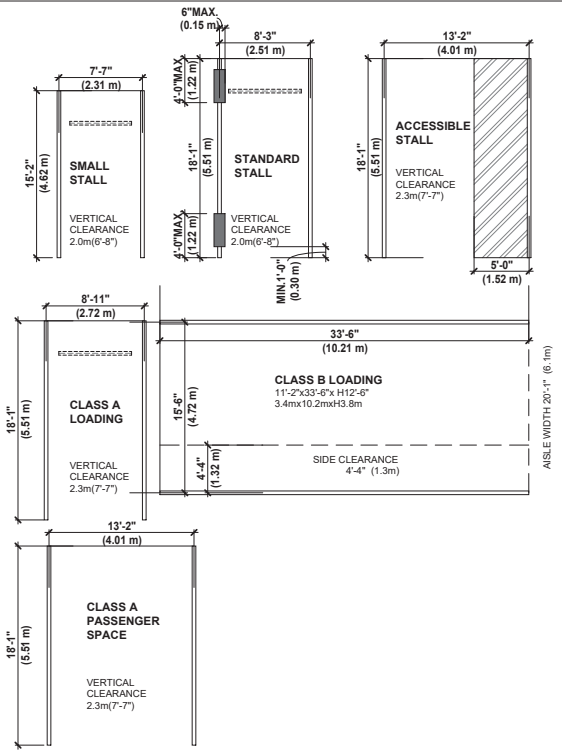 7'-7"
(2.31 m)
15'-2"
(4.62 m)
SMALL
STALL
VERTICAL
CLEARANCE
2.0m(6'-8")
6"MAX.
(0.15 m)
8'-3"
(2.51 m)
4'-0"MAX
(1.22 m)
18'-1"
(5.51 m)
4'-0"MAX
(1.22 m)
STANDARD
STALL
VERTICAL
CLEARANCE
2.0m(6'-8")
MIN.1'-0"
(0.30 m)
13'-2"
(4.01 m)
18'-1"
(5.51 m)
ACCESSIBLE
STALL
VERTICAL
CLEARANCE
2.3m(7'-7")
5'-0"
(1.52 m)
8'-11"
(2.72 m)
18'-1"
(5.51 m)
CLASS A
LOADING
VERTICAL
CLEARANCE
2.3m(7'-7")
33'-6"
(10.21 m)
15'-6"
(4.72 m)
CLASS B LOADING
11'-2"x33'-6"x H12'-6"
3.4mx10.2mxH3.8m
4'-4"
(1.32 m)
SIDE CLEARANCE
4'-4" (1.3m)
AISLE WIDTH 20'-1" (6.1m)
13'-2"
(4.01 m)
18'-1"
(5.51 m)
CLASS A
PASSENGER
SPACE
VERTICAL
CLEARANCE
2.3m(7'-7")